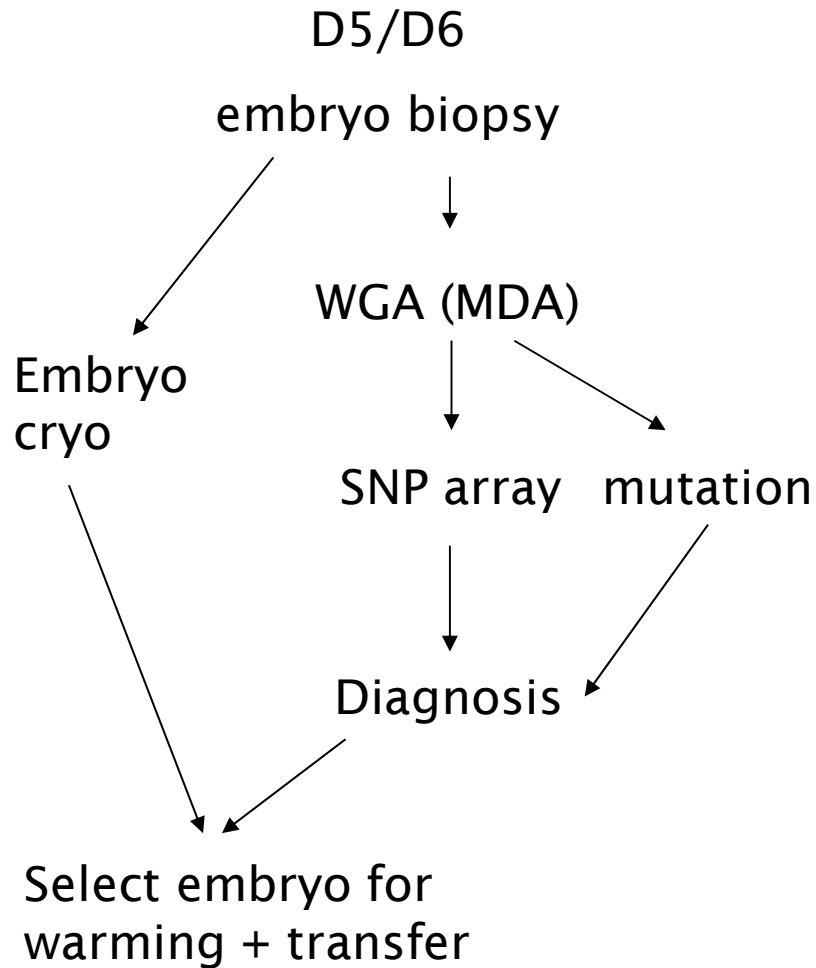 D5/D6
embryo biopsy
WGA (MDA)
Embryo
cryo
SNP array
mutation
Diagnosis
Select embryo for
warming + transfer